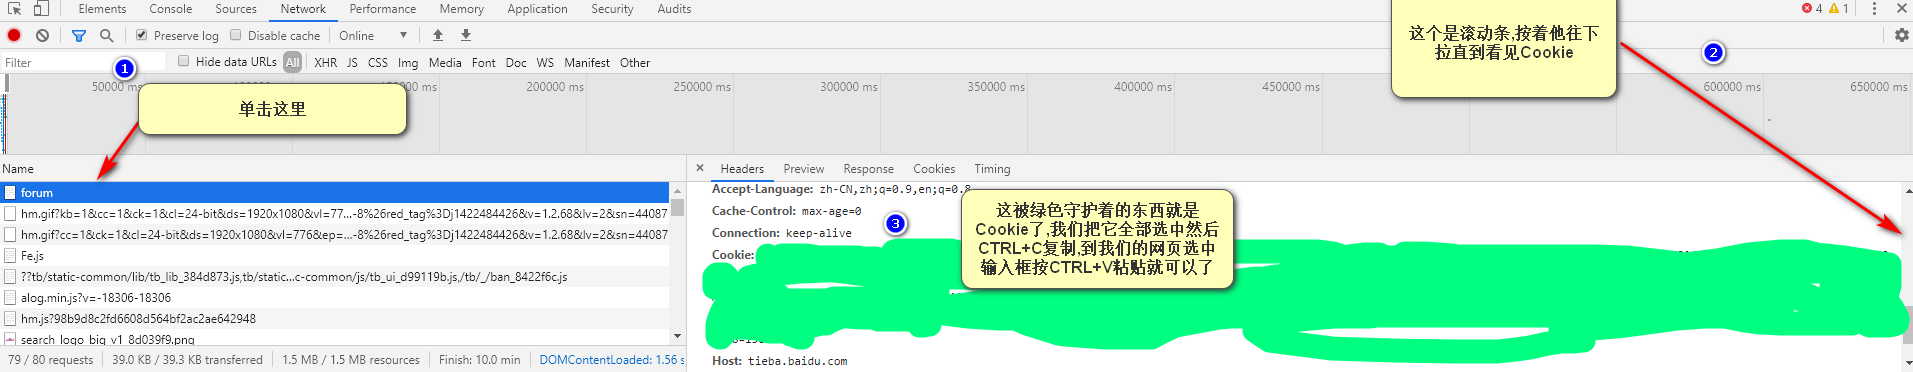 Elements Console Sources Network Performance Memory Application Security Audits 4 1
Preserve log Disable cache Online
Filter Hide data URLs All XHR JS CSS Img Media Font Doc WS Manifest Other
1
2
这个是滚动条,按着他往下
拉直到看见Cookie
50000 ms 150000 ms 200000 ms 250000 ms 300000 ms 350000 ms 400000 ms 450000 ms 600000 ms 650000 ms
单击这里
Name
forum
hm.gif?kb=1&cc=1&ck=1&cl=24-bit&ds=1920x1080&vl=77...-8%26red_tag%3Dj1422484426&v=1.2.68&lv=2&sn=44087
hm.gif?cc=1&ck=1&cl=24-bit&ds=1920x1080&vl=776&ep=...-8%26red_tag%3Dj1422484426&v=1.2.68&lv=2&sn=44087
Fe.js
??tb/static-common/lib/tb_lib_384d873.js,tb/static...c-common/js/tb_ui_d99119b.js,/tb/_/ban_8422f6c.js
alog.min.js?v=-18306-18306
hm.js?98b9d8c2fd6608d564bf2ac2ae642948
search_logo_big_v1_8d039f9.png
79 / 80 requests 39.0 KB / 39.3 KB transferred 1.5 MB / 1.5 MB resources Finish: 10.0 min DOMContentLoaded: 1.56 s
Headers Preview Response Cookies Timing
Accept-Language: zh-CN,zh;q=0.9,en;q=0.8
Cache-Control: max-age=0
Connection: keep-alive
Cookie:
3
这被绿色守护着的东西就是
Cookie了,我们把它全部选中然后
CTRL+C复制,到我们的网页选中
输入框按CTRL+V粘贴就可以了
Host: tieba.baidu.com